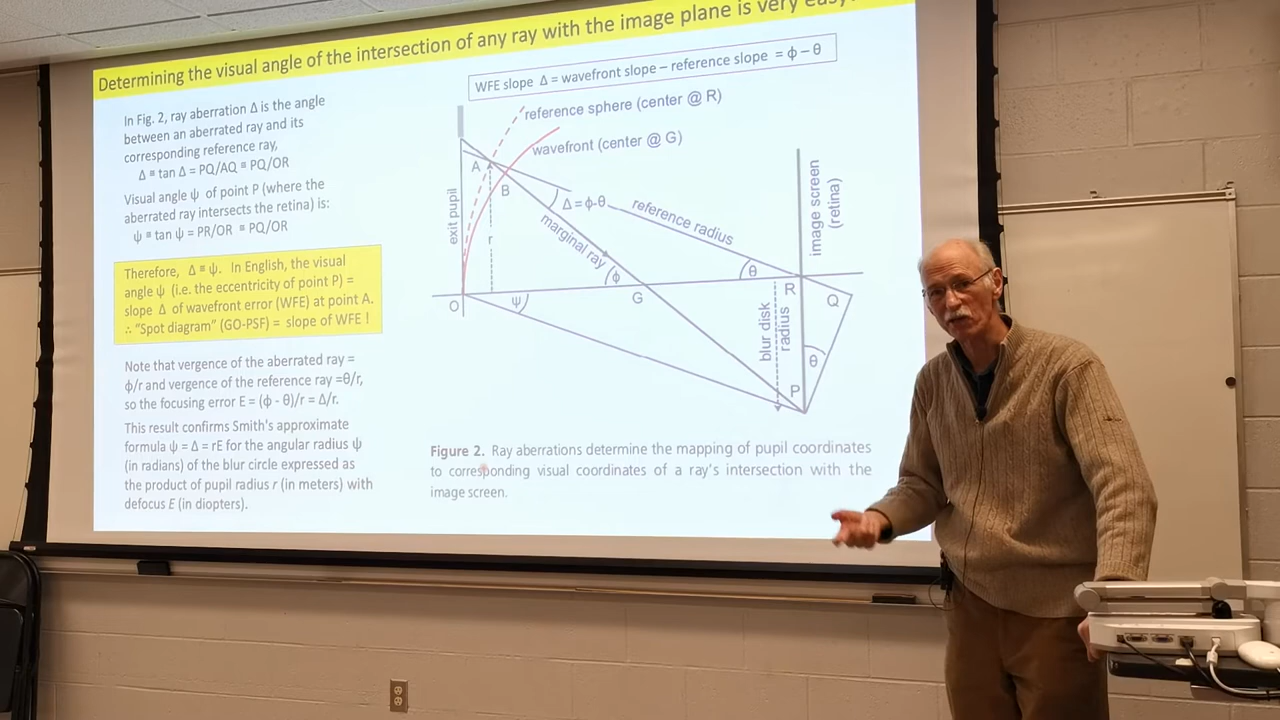 Determining the visual angle of the intersection of any ray with the image plane is very easy!
In Fig. 2, ray aberration Δ is the angle
between an aberrated ray and its
corresponding reference ray,
Δ ≅ tan Δ = PQ/AQ ≅ PQ/OR
Visual angle ψ of point P (where the
aberrated ray intersects the retina) is:
ψ ≅ tan ψ = PR/OR ≅ PQ/OR
Therefore, Δ ≅ ψ. In English, the visual
angle ψ (i.e. the eccentricity of point P) =
slope Δ of wavefront error (WFE) at point A.
∴ "Spot diagram" (GO-PSF) = slope of WFE !
Note that vergence of the aberrated ray =
ϕ/r and vergence of the reference ray =θ/r,
so the focusing error E = (ϕ - θ)/r = Δ/r.
This result confirms Smith's approximate
formula ψ = Δ = rE for the angular radius ψ
(in radians) of the blur circle expressed as
the product of pupil radius r (in meters) with
defocus E (in diopters).
WFE slope Δ = wavefront slope – reference slope = ϕ – θ
reference sphere (center @ R)
wavefront (center @ G)
exit pupil
A
B
r
Δ = ϕ-θ
marginal ray
reference radius
image screen
(retina)
ϕ
θ
O
ψ
G
R
Q
blur disk
radius
θ
P
Figure 2. Ray aberrations determine the mapping of pupil coordinates
to corresponding visual coordinates of a ray's intersection with the
image screen.